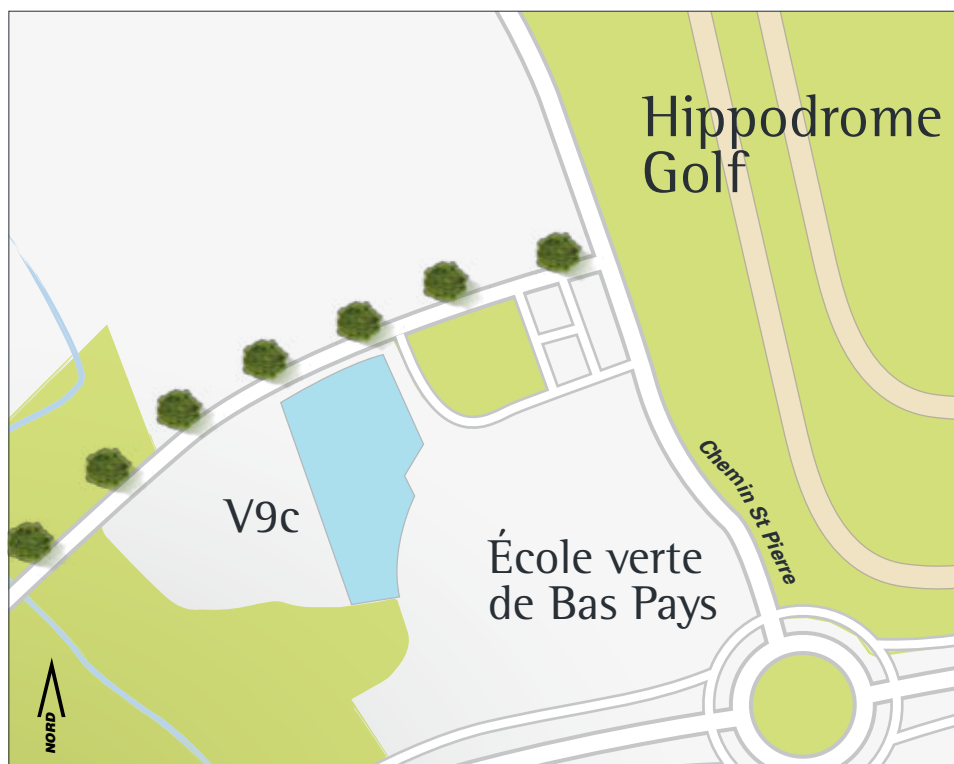 Hippodrome
Golf
Chemin St Pierre
V9c
École verte
de Bas Pays
NORD